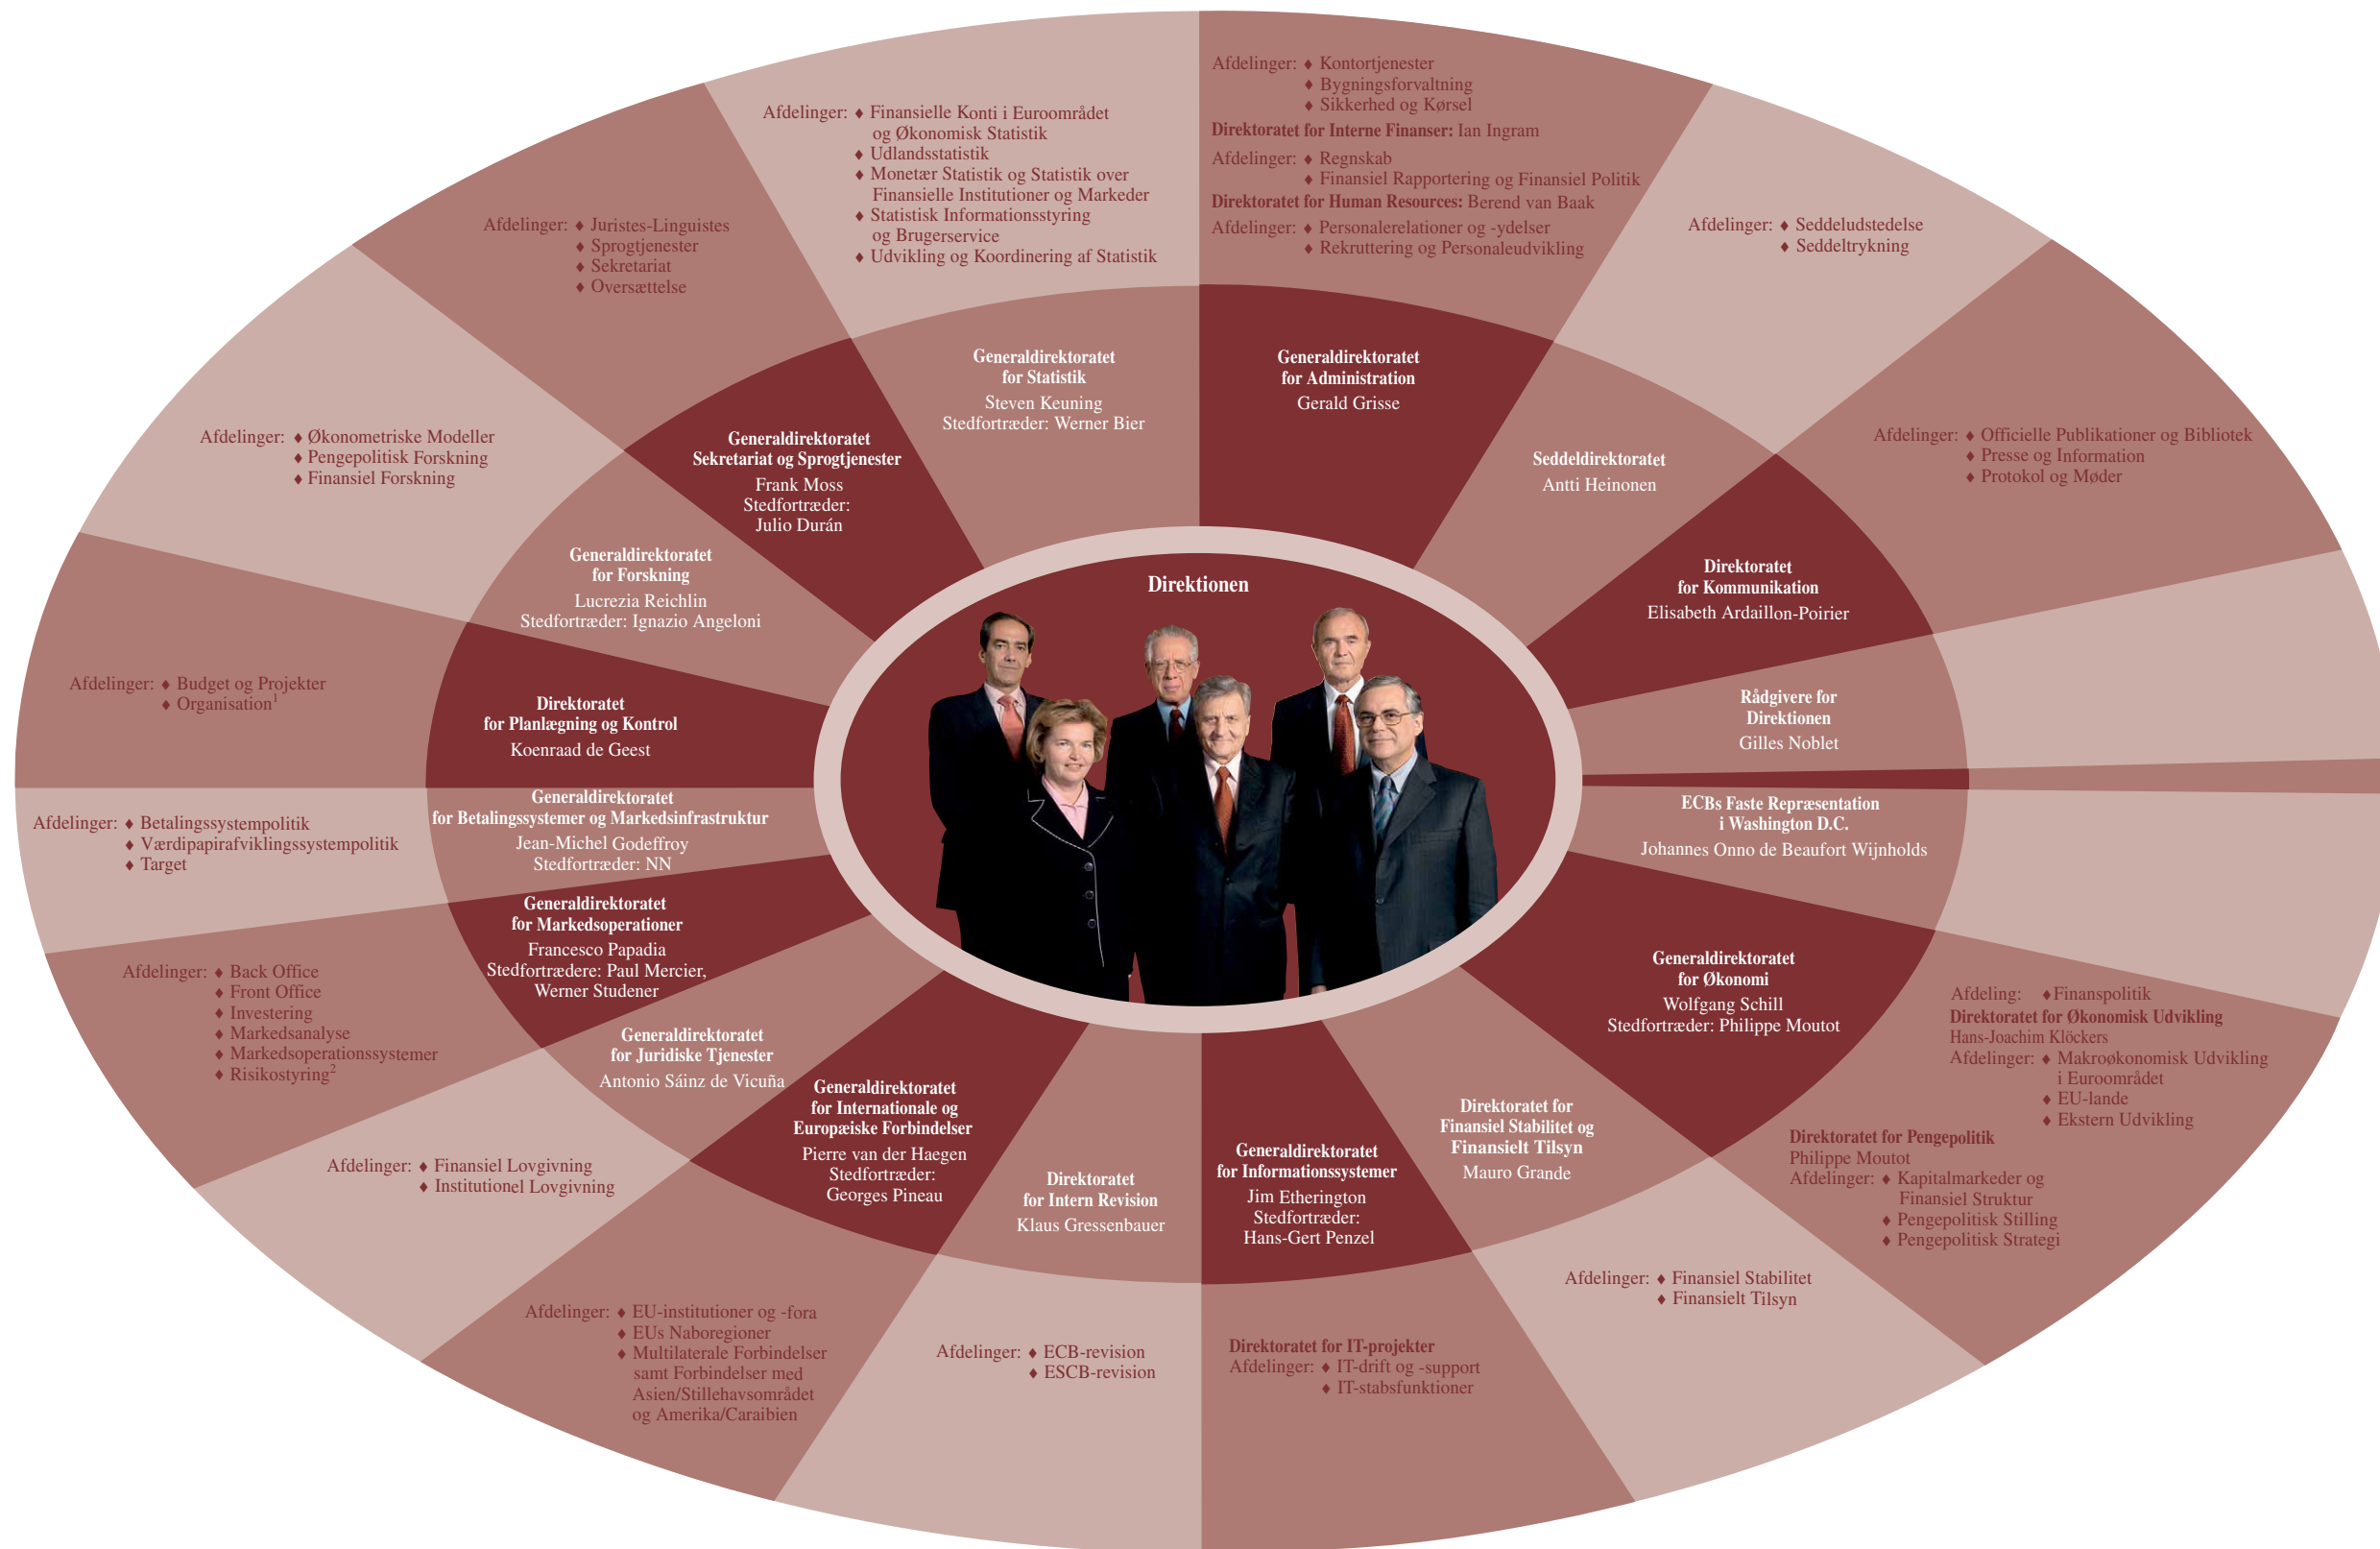 Direktionen
Afdelinger: ♦ Kontortjenester
♦ Bygningsforvaltning
♦ Sikkerhed og Kørsel
Direktoratet for Interne Finanser: Ian Ingram
Afdelinger: ♦ Regnskab
♦ Finansiel Rapportering og Finansiel Politik
Direktoratet for Human Resources: Berend van Baak
Afdelinger: ♦ Personalerelationer og -ydelser
♦ Rekruttering og Personaleudvikling
Generaldirektoratet
for Administration
Gerald Grisse
Afdelinger: ♦ Seddeludstedelse
♦ Seddeltrykning
Seddeldirektoratet
Antti Heinonen
Afdelinger: ♦ Officielle Publikationer og Bibliotek
♦ Presse og Information
♦ Protokol og Møder
Direktoratet
for Kommunikation
Elisabeth Ardaillon-Poirier
Rådgivere for
Direktionen
Gilles Noblet
ECBs Faste Repræsentation
i Washington D.C.
Johannes Onno de Beaufort Wijnholds
Generaldirektoratet
for Økonomi
Wolfgang Schill
Stedfortræder: Philippe Moutot
Afdeling: ♦ Finanspolitik
Direktoratet for Økonomisk Udvikling
Hans-Joachim Klöckers
Afdelinger: ♦ Makroøkonomisk Udvikling
i Euroområdet
♦ EU-lande
♦ Ekstern Udvikling
Direktoratet for Pengepolitik
Philippe Moutot
Afdelinger: ♦ Kapitalmarkeder og
Finansiel Struktur
♦ Pengepolitisk Stilling
♦ Pengepolitisk Strategi
Direktoratet for
Finansiel Stabilitet og
Finansielt Tilsyn
Mauro Grande
Afdelinger: ♦ Finansiel Stabilitet
♦ Finansielt Tilsyn
Generaldirektoratet
for Informationssystemer
Jim Etherington
Stedfortræder:
Hans-Gert Penzel
Direktoratet for IT-projekter
Afdelinger: ♦ IT-drift og -support
♦ IT-stabsfunktioner
Direktoratet
for Intern Revision
Klaus Gressenbauer
Afdelinger: ♦ ECB-revision
♦ ESCB-revision
Generaldirektoratet
for Internationale og
Europæiske Forbindelser
Pierre van der Haegen
Stedfortræder:
Georges Pineau
Afdelinger: ♦ EU-institutioner og -fora
♦ EUs Naboregioner
♦ Multilaterale Forbindelser
samt Forbindelser med
Asien/Stillehavsområdet
og Amerika/Caraibien
Generaldirektoratet
for Juridiske Tjenester
Antonio Sáinz de Vicuña
Afdelinger: ♦ Finansiel Lovgivning
♦ Institutionel Lovgivning
Generaldirektoratet
for Markedsoperationer
Francesco Papadia
Stedfortrædere: Paul Mercier,
Werner Studener
Afdelinger: ♦ Back Office
♦ Front Office
♦ Investering
♦ Markedsanalyse
♦ Markedsoperationssystemer
♦ Risikostyring²
Generaldirektoratet
for Betalingssystemer og Markedsinfrastruktur
Jean-Michel Godeffroy
Stedfortræder: NN
Afdelinger: ♦ Betalingssystempolitik
♦ Værdipapirafviklingssystempolitik
♦ Target
Direktoratet
for Planlægning og Kontrol
Koenraad de Geest
Afdelinger: ♦ Budget og Projekter
♦ Organisation¹
Generaldirektoratet
for Forskning
Lucrezia Reichlin
Stedfortræder: Ignazio Angeloni
Afdelinger: ♦ Økonometriske Modeller
♦ Pengepolitisk Forskning
♦ Finansiel Forskning
Generaldirektoratet
Sekretariat og Sprogtjenester
Frank Moss
Stedfortræder:
Julio Durán
Afdelinger: ♦ Juristes-Linguistes
♦ Sprogtjenester
♦ Sekretariat
♦ Oversættelse
Generaldirektoratet
for Statistik
Steven Keuning
Stedfortræder: Werner Bier
Afdelinger: ♦ Finansielle Konti i Euroområdet
og Økonomisk Statistik
♦ Udlandsstatistik
♦ Monetær Statistik og Statistik over
Finansielle Institutioner og Markeder
♦ Statistisk Informationsstyring
og Brugerservice
♦ Udvikling og Koordinering af Statistik